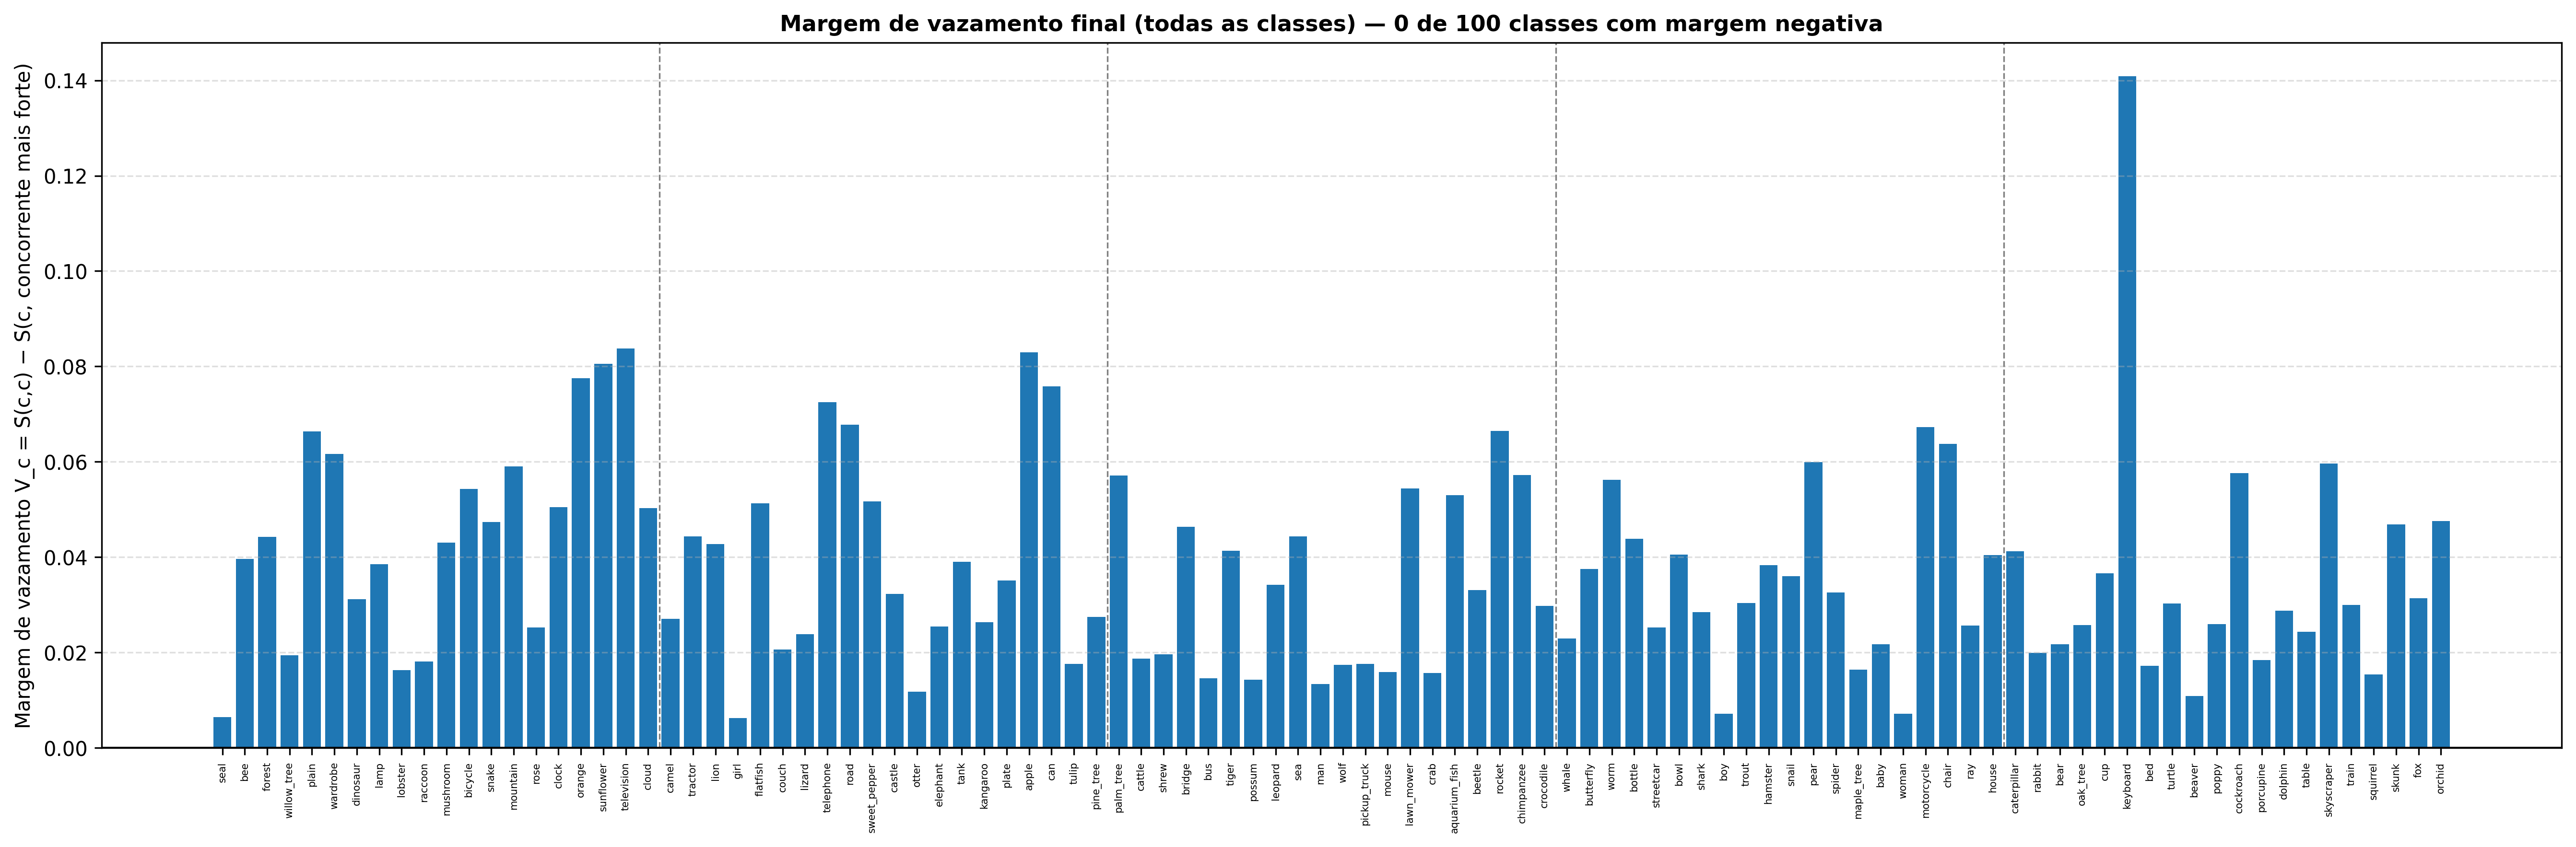 Margem de vazamento final (todas as classes) — 0 de 100 classes com margem negativa
Margem de vazamento V_c = S(c,c) − S(c, concorrente mais forte)
0.14
0.12
0.10
0.08
0.06
0.04
0.02
0.00
seal
bee
forest
willow_tree
plain
wardrobe
dinosaur
lamp
lobster
raccoon
mushroom
bicycle
snake
mountain
rose
clock
orange
sunflower
television
cloud
camel
tractor
lion
girl
flatfish
couch
lizard
telephone
road
sweet_pepper
castle
otter
elephant
tank
kangaroo
plate
apple
can
tulip
pine_tree
palm_tree
cattle
shrew
bridge
bus
tiger
possum
leopard
sea
man
wolf
pickup_truck
mouse
lawn_mower
crab
aquarium_fish
beetle
rocket
chimpanzee
crocodile
whale
butterfly
worm
bottle
streetcar
bowl
shark
boy
trout
hamster
snail
pear
spider
maple_tree
baby
woman
motorcycle
chair
ray
house
caterpillar
rabbit
bear
oak_tree
cup
keyboard
bed
turtle
beaver
poppy
cockroach
porcupine
dolphin
table
skyscraper
train
squirrel
skunk
fox
orchid